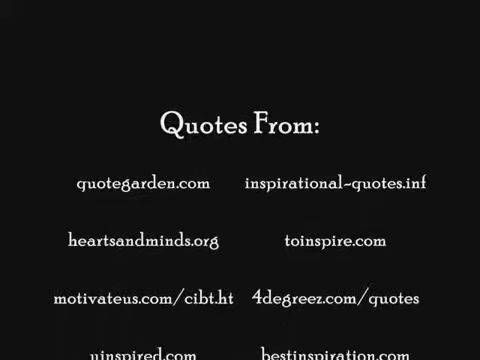 Quotes From:
quotegarden.com inspirational-quotes.inf
heartsandminds.org toinspire.com
motivateus.com/cibt.ht 4degreez.com/quotes
uinspired.com bestinspiration.com